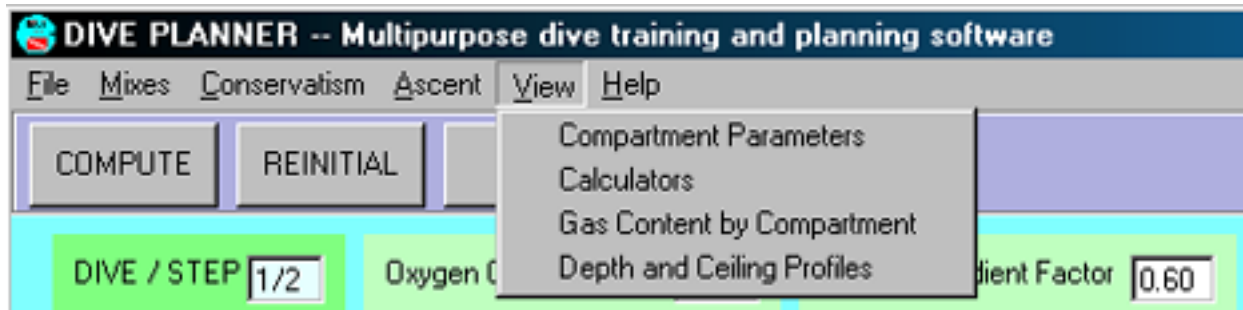 DIVE PLANNER -- Multipurpose dive training and planning software
File Mixes Conservatism Ascent View Help
COMPUTE REINITIAL
Compartment Parameters
Calculators
Gas Content by Compartment
Depth and Ceiling Profiles
DIVE / STEP 1/2 Oxygen Factor 0.60